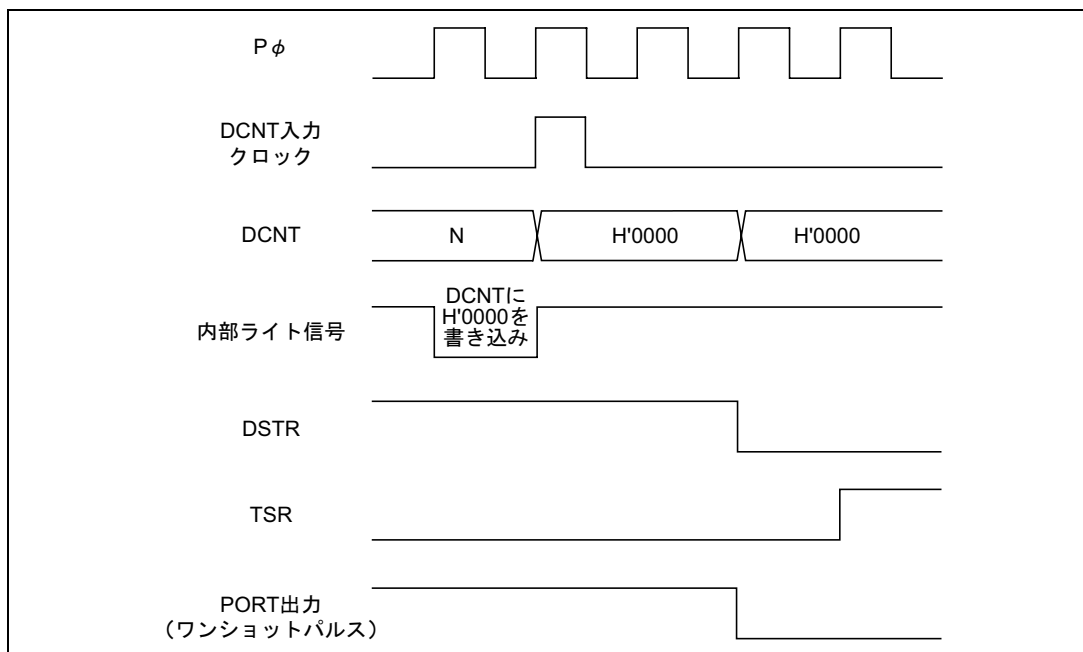 Pφ
DCNT入力
クロック
DCNT
N
H'0000
H'0000
内部ライト信号
DCNTに
H'0000を
書き込み
DSTR
TSR
PORT出力
（ワンショットパルス）